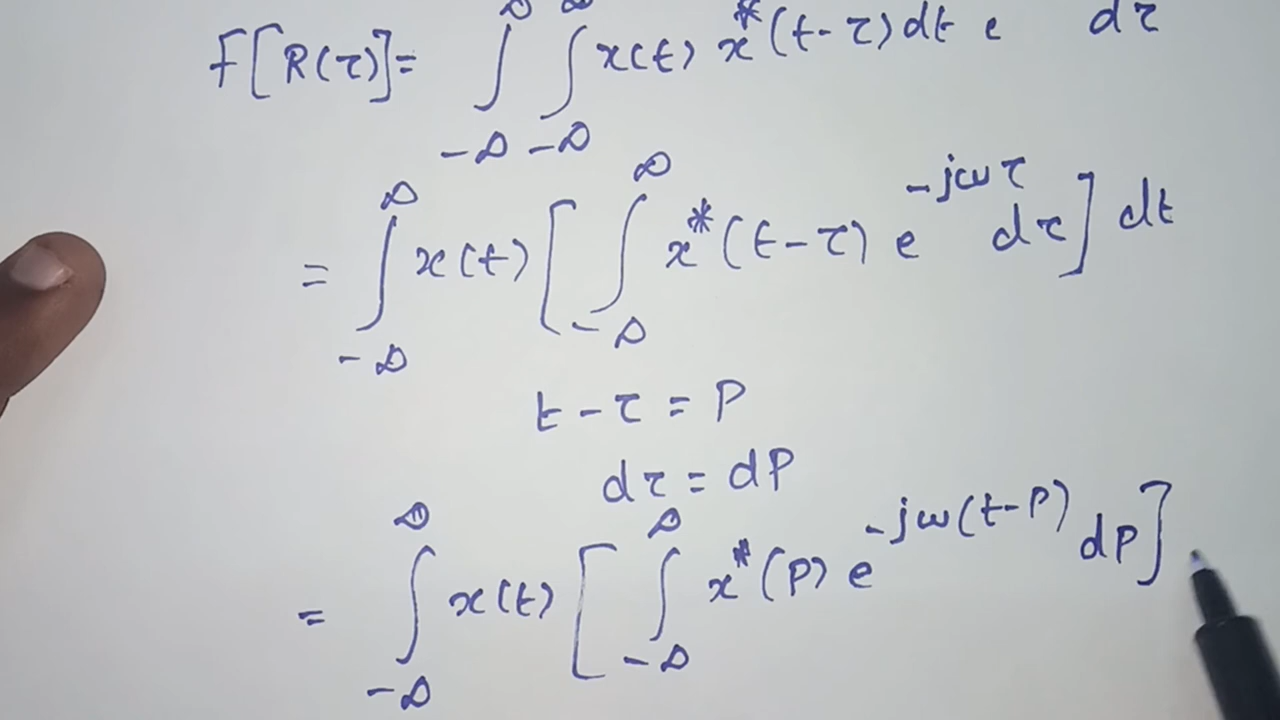 F[R(τ)]= ∫_{-∞}^{∞} ∫_{-∞}^{∞} x(t) x*(t-τ) dt e dτ
= ∫_{-∞}^{∞} x(t) [ ∫_{-∞}^{∞} x*(t-τ) e^{-jωτ} dτ] dt
t-τ = P
dτ = dP
= ∫_{-∞}^{∞} x(t) [ ∫_{-∞}^{∞} x*(p) e^{-jω(t-P)} dp]